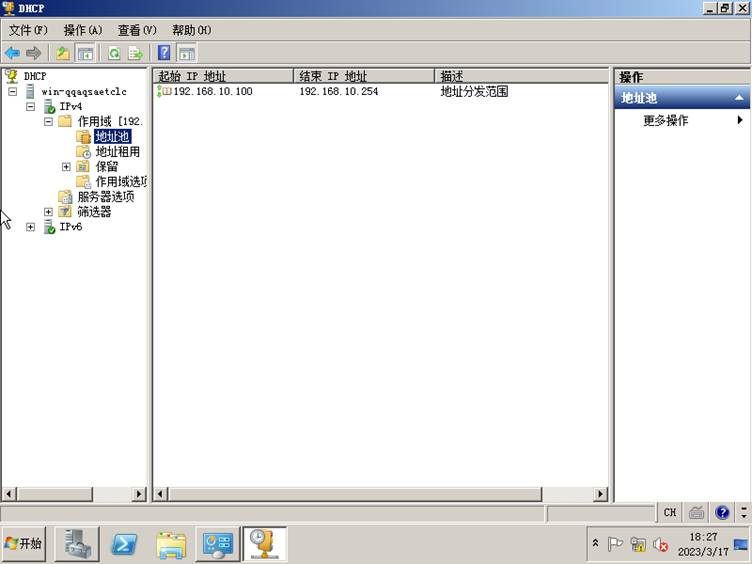 DHCP
文件(F) 操作(A) 查看(V) 帮助(H)
DHCP
win-qqaqsaetclc
IPv4
作用域 [192.
地址池
地址租用
保留
作用域选项
服务器选项
筛选器
IPv6
起始 IP 地址 结束 IP 地址 描述
192.168.10.100 192.168.10.254 地址分发范围
操作
地址池
更多操作
CH
开始
18:27
2023/3/17